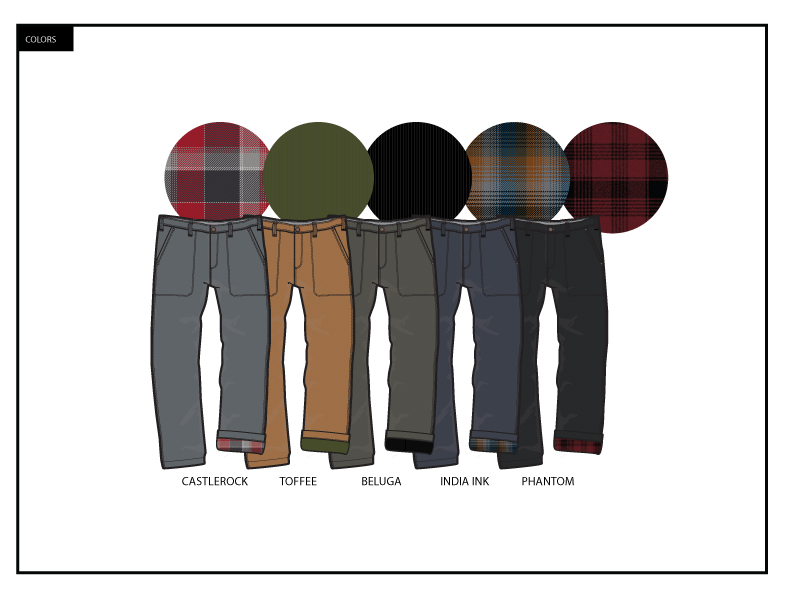 COLORS
CASTLEROCK
TOFFEE
BELUGA
INDIA INK
PHANTOM